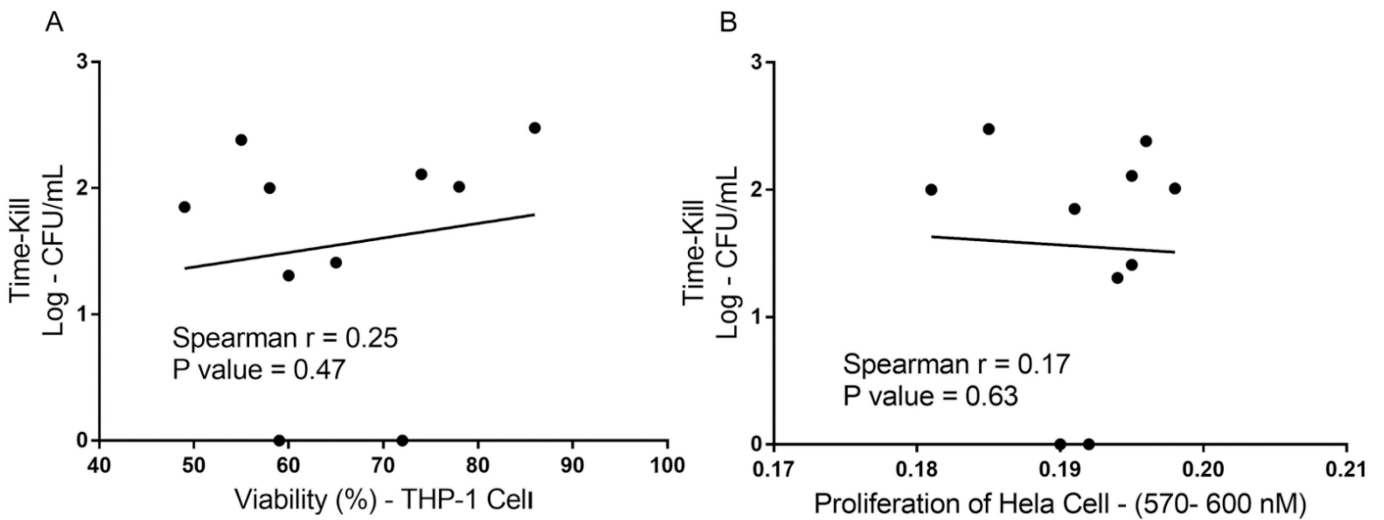 A
3
2
1
0
Time-Kill
Log - CFU/mL
Spearman r = 0.25
P value = 0.47
40 50 60 70 80 90 100
Viability (%) - THP-1 Cell
B
3
2
1
0
Time-Kill
Log - CFU/mL
Spearman r = 0.17
P value = 0.63
0.17 0.18 0.19 0.20 0.21
Proliferation of Hela Cell - (570- 600 nM)